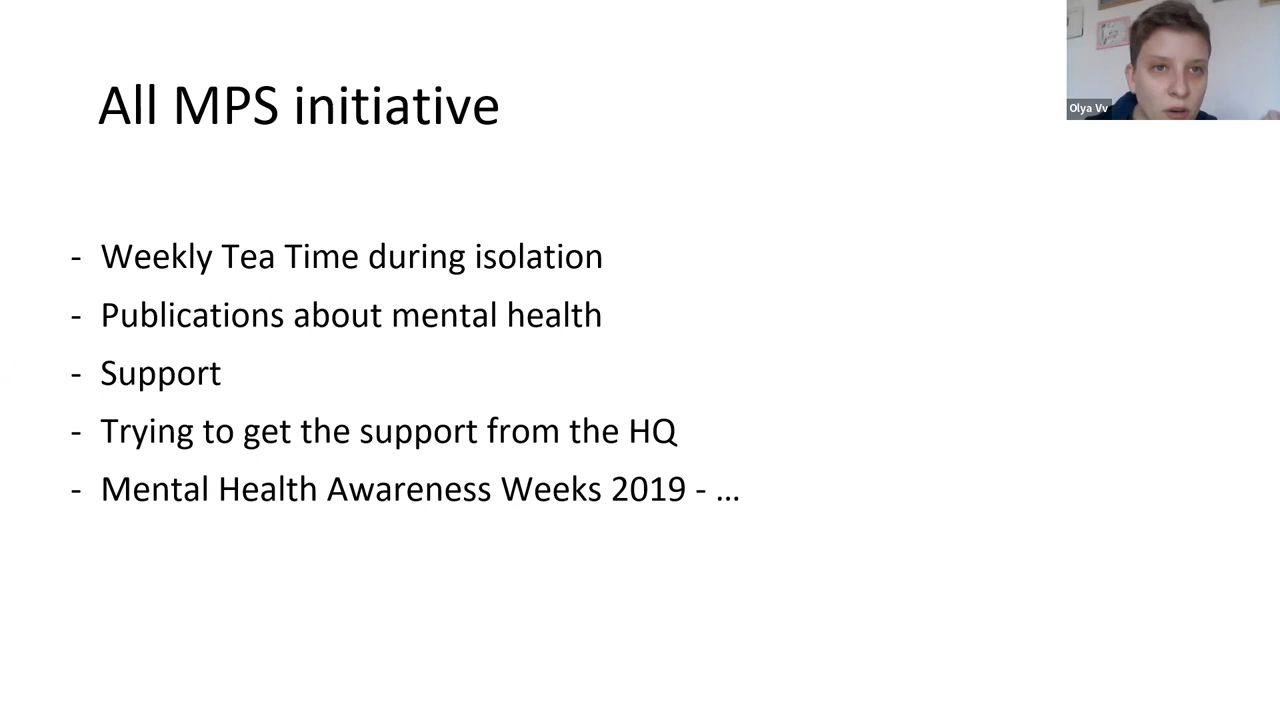 All MPS initiative
Olya Vv
- Weekly Tea Time during isolation
- Publications about mental health
- Support
- Trying to get the support from the HQ
- Mental Health Awareness Weeks 2019 - ...